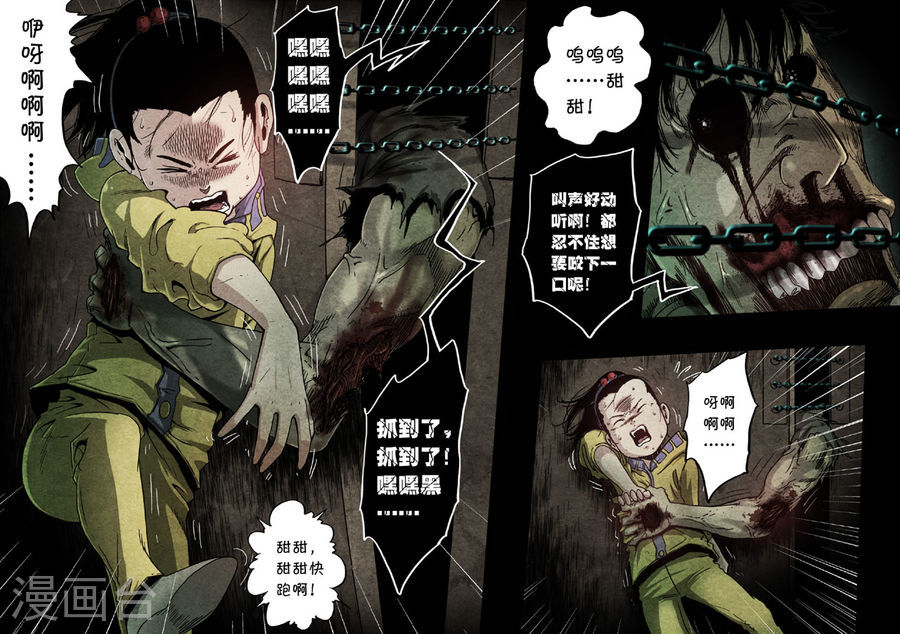 咿呀啊啊啊
……
嘿嘿
嘿嘿
嘿嘿
……
抓到了，
抓到了！
嘿嘿黑
……
甜甜，
甜甜快
跑啊！
呜呜呜
……甜
甜！
叫声好动
听啊！都
忍不住想
要咬下一
口呢！
呀啊
啊啊
……
漫画台